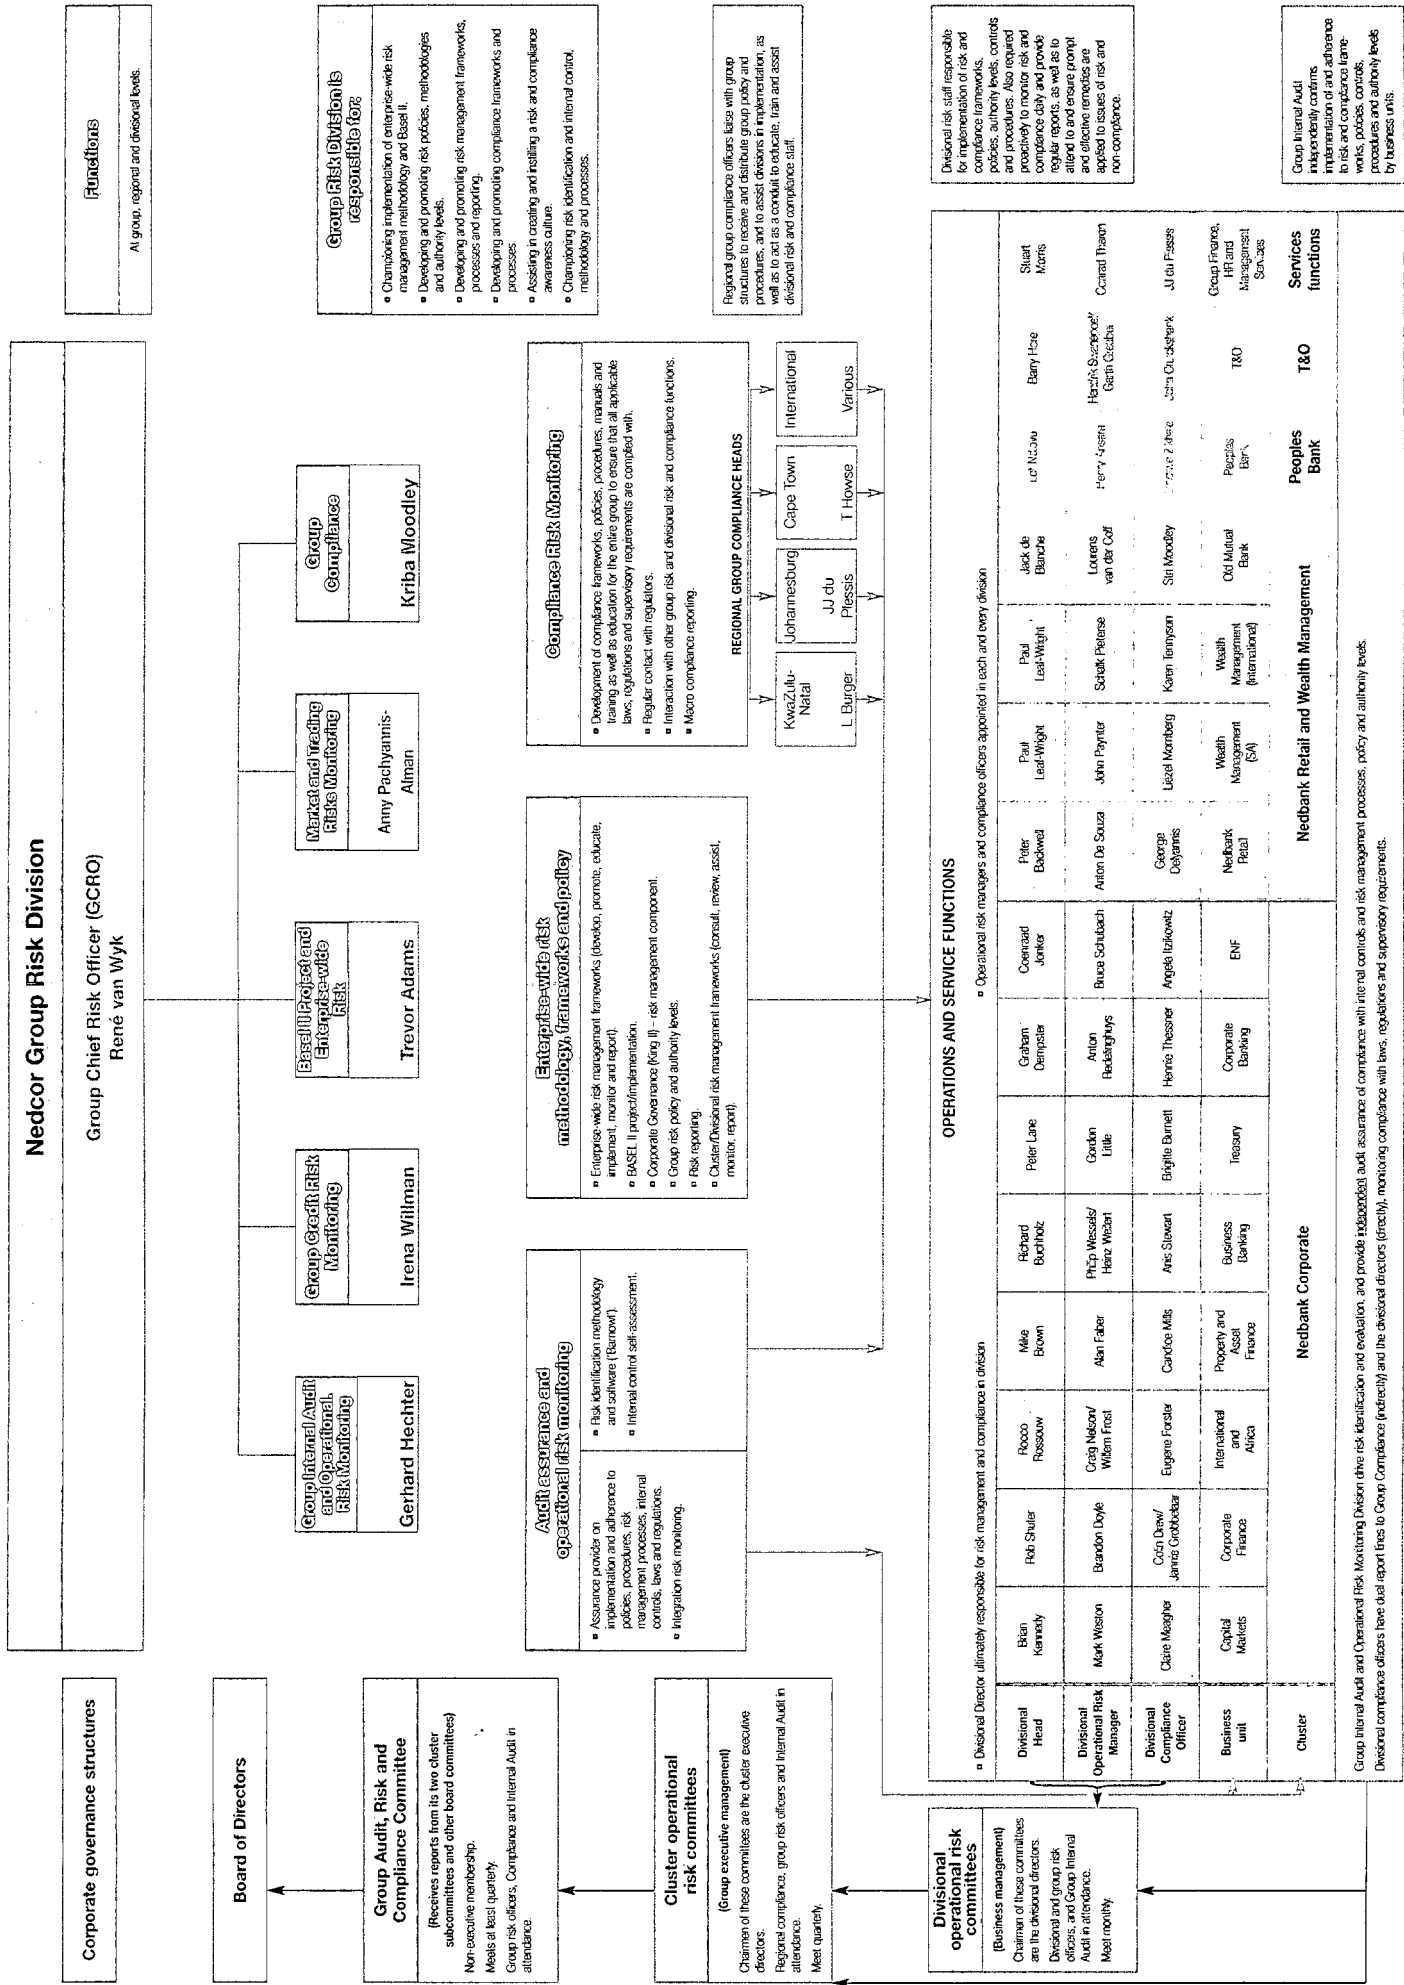 Nedcor Group Risk Division
Group Chief Risk Officer (GCRO)
René van Wyk
Functions
At group, regional and divisional levels.
Corporate governance structures
Board of Directors
Group Audit, Risk and
Compliance Committee
(Receives reports from its two cluster
subcommittees and other board committees)
Non-executive membership.
Meets at least quarterly.
Group risk officers, Compliance and Internal Audit in
attendance.
Cluster operational
risk committees
(Group executive management)
Chairmen of these committees are the cluster executive
directors.
Regional compliance, group risk officers and Internal Audit in
attendance.
Meet quarterly.
Divisional
operational risk
committees
(Business management)
Chairman of these committees
are the divisional directors.
Divisional and group risk
officers, and Group Internal
Audit in attendance.
Meet monthly.
Group Internal Audit
and Operational
Risk Monitoring
Gerhard Hechter
Group Credit Risk
Monitoring
Irena Willman
Basel II Project and
Enterprise-wide
Risk
Trevor Adams
Market and Trading
Risks Monitoring
Anny Pachyannis-
Alman
Group
Compliance
Kriba Moodley
Group Risk Division is
responsible for:
▫ Championing implementation of enterprise-wide risk
management methodology and Basel II.
▫ Developing and promoting risk policies, methodologies
and authority levels.
▫ Developing and promoting risk management frameworks,
processes and reporting.
▫ Developing and promoting compliance frameworks and
processes.
▫ Assisting in creating and instilling a risk and compliance
awareness culture.
▫ Championing risk identification and internal control,
methodology and processes.
Audit assurance and
operational risk monitoring
▫ Assurance provider on
implementation and adherence to
policies, procedures, risk
management processes, internal
controls, laws and regulations.
▫ Integration risk monitoring.
▫ Risk identification methodology
and software ('Barnowl').
▫ Internal control self-assessment.
Enterprise-wide risk
methodology, frameworks and policy
▫ Enterprise-wide risk management frameworks (develop, promote, educate,
implement, monitor and report).
▫ BASEL II project/implementation.
▫ Corporate Governance (King II) – risk management component.
▫ Group risk policy and authority levels.
▫ Risk reporting.
▫ Cluster/Divisional risk management frameworks (consult, review, assist,
monitor, report).
Compliance Risk Monitoring
▫ Development of compliance frameworks, policies, procedures, manuals and
training as well as education for the entire group to ensure that all applicable
laws, regulations and supervisory requirements are complied with.
▫ Regular contact with regulators.
▫ Interaction with other group risk and divisional risk and compliance functions.
▫ Macro compliance reporting.
REGIONAL GROUP COMPLIANCE HEADS
KwaZulu-
Natal
L Burger
Johannesburg
JJ du
Plessis
Cape Town
T Howse
International
Various
Regional group compliance officers liaise with group
structures to receive and distribute group policy and
procedures, and to assist divisions in implementation, as
well as to act as a conduit to educate, train and assist
divisional risk and compliance staff.
OPERATIONS AND SERVICE FUNCTIONS
▫ Divisional Director ultimately responsible for risk management and compliance in division
▫ Operational risk managers and compliance officers appointed in each and every division
Divisional Head Brian Kennedy Rob Shuter Rocco Rossouw Mike Brown Richard Buchholz Peter Lane Graham Dempster Coenraad Jonker Peter Backwell Paul Leaf-Wright Paul Leaf-Wright Jack de Blanche Barry Hore Stuart Morris
Divisional Operational Risk Manager Mark Weston Brandon Doyle Craig Nelson/ Willem Frost Alan Faber Philip Wessels/ Heinz Weilert Gordon Little Anton Redelinghuys Bruce Schubach Anton De Souza John Paynter Schalk Pieterse Lourens van der Coenrad Tharon
Divisional Compliance Officer Claire Meagher Colin Drew/ Jannie Grobbelaar Eugene Forster Candice Mills Anis Stewart Brigitte Burnett Hennie Thessner Angela Itzikowitz George Delyannis Liezel Momberg Karen Tennyson Siri Moodley John Cruickshank JJ du Plessis
Business unit Capital Markets Corporate Finance International and Africa Property and Asset Finance Business Banking Treasury Corporate Banking ENF Nedbank Retail Wealth Management (SA) Wealth Management (International) Old Mutual Bank Peoples Bank T&O Group Finance, HR and Management Services
Cluster Nedbank Corporate Nedbank Retail and Wealth Management Peoples Bank T&O Services functions
Divisional risk staff responsible
for implementation of risk and
compliance frameworks,
policies, authority levels, controls
and procedures. Also required
proactively to monitor risk and
compliance daily and provide
regular reports, as well as to
attend to and ensure prompt
and effective remedies are
applied to issues of risk and
non-compliance.
Group Internal Audit
independently confirms
implementation of and adherence
to risk and compliance frame-
works, policies, controls,
procedures and authority levels
by business units.
Group Internal Audit and Operational Risk Monitoring Division drive risk identification and evaluation, and provide independent audit assurance of compliance with internal controls and risk management processes, policy and authority levels.
Divisional compliance officers have dual report lines to Group Compliance (indirectly) and the divisional directors (directly), monitoring compliance with laws, regulations and supervisory requirements.